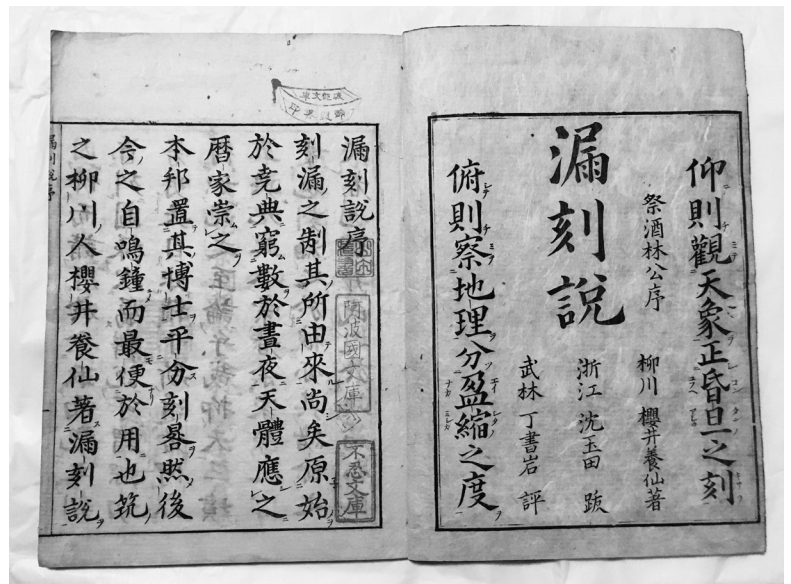 仰則觀天象正昏旦之刻
祭酒林公序
柳川 櫻井養仙著
漏刻說
浙江 沈玉田 跋
武林 丁書岩 評
俯則察地理分盈縮之度
漏刻說序
刻漏之制其所由來尚矣原始
於堯典窮數於晝夜天體應之
暦家崇之
本邦置其博士平分刻晷然後
今之自鳴鐘而最便於用也筑
之柳川人櫻井養仙著漏刻說
阿波國文庫
不忍文庫
漏刻說序